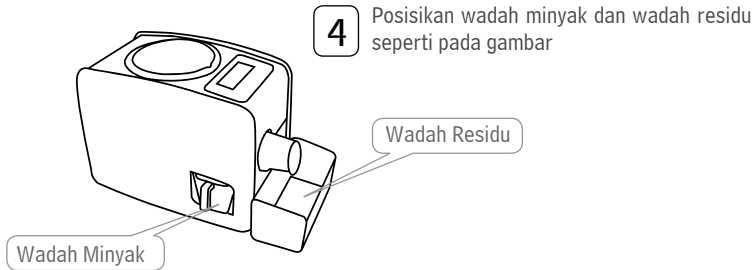 4
Posisikan wadah minyak dan wadah residu
seperti pada gambar
Wadah Residu
Wadah Minyak